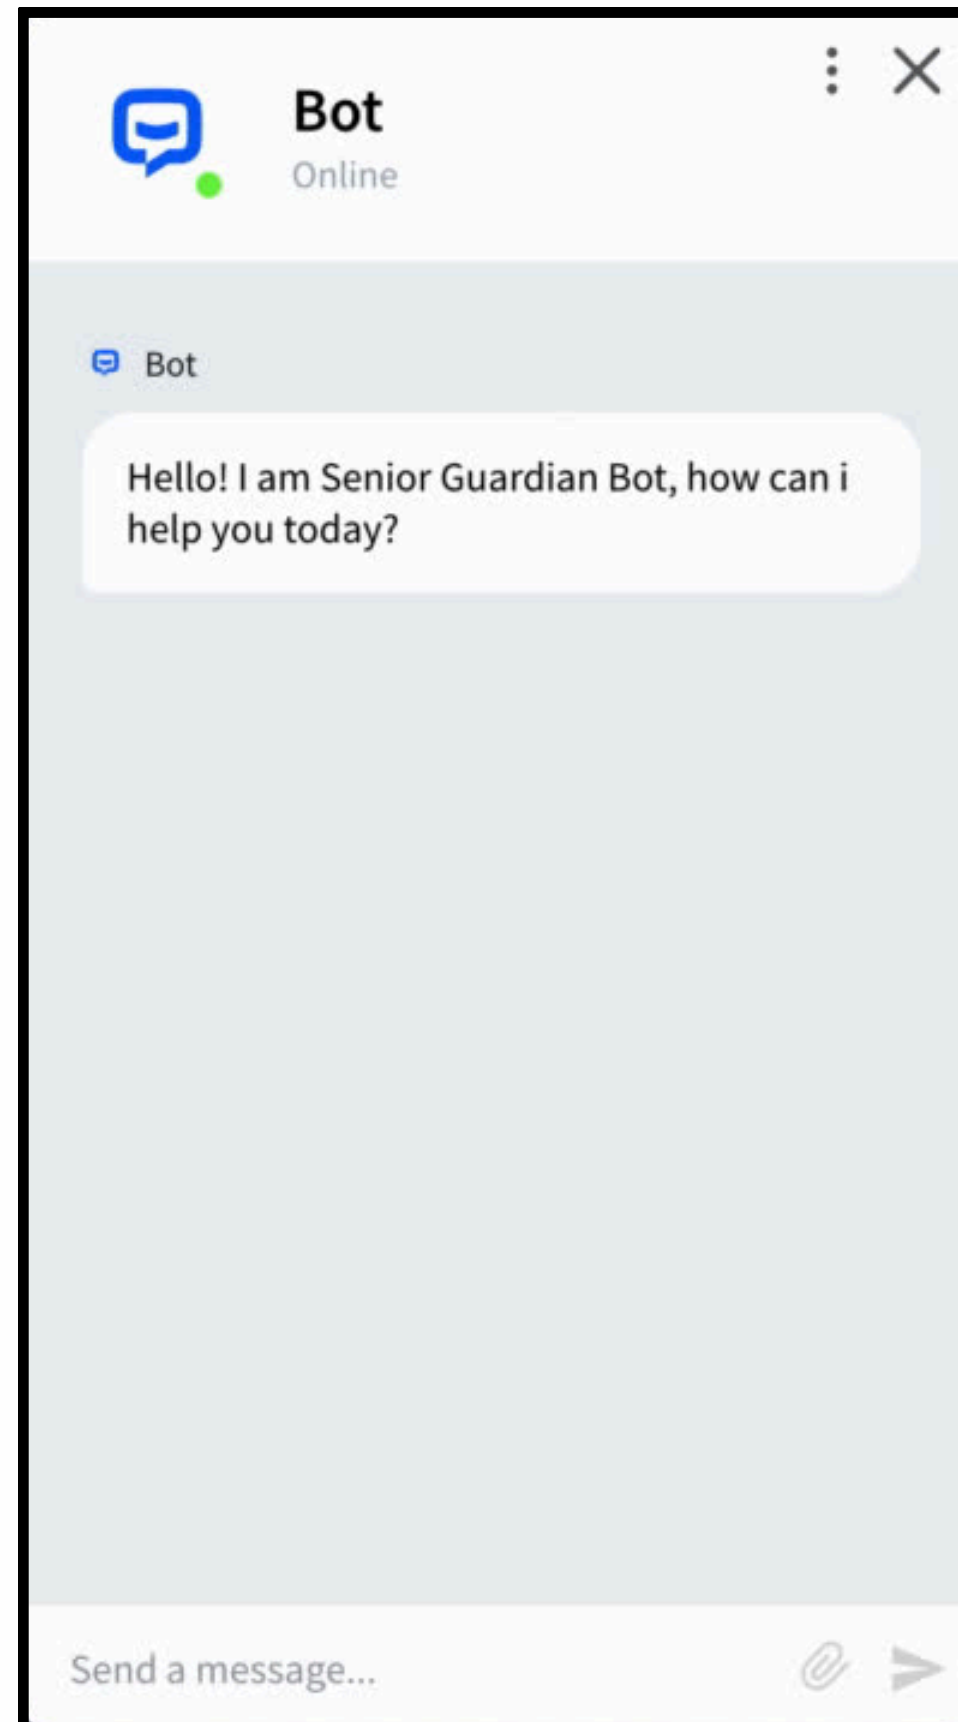 Bot
Online
Bot
Hello! I am Senior Guardian Bot, how can i
help you today?
Send a message...